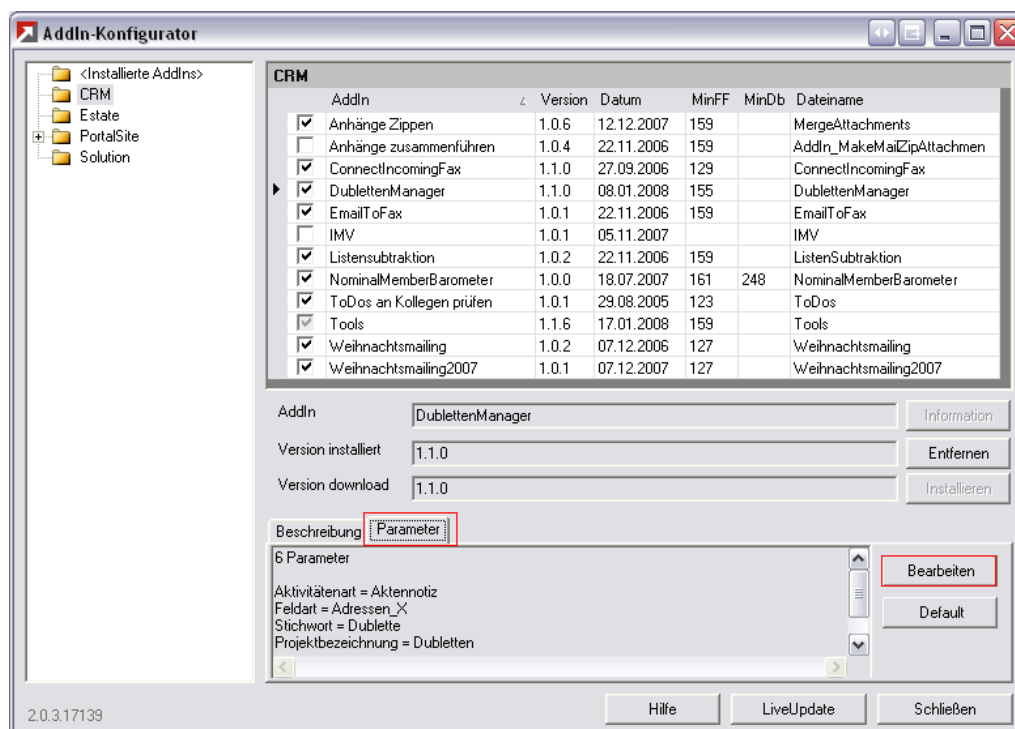 AddIn-Konfigurator
<Installierte AddIns>
CRM
Estate
PortalSite
Solution
CRM
AddIn Version Datum MinFF MinDb Dateiname
Anhänge Zippen 1.0.6 12.12.2007 159 MergeAttachments
Anhänge zusammenführen 1.0.4 22.11.2006 159 AddIn_MakeMailZipAttachmen
ConnectIncomingFax 1.1.0 27.09.2006 129 ConnectIncomingFax
DublettenManager 1.1.0 08.01.2008 155 DublettenManager
EmailToFax 1.0.1 22.11.2006 159 EmailToFax
IMV 1.0.1 05.11.2007 IMV
Listensubtraktion 1.0.2 22.11.2006 159 ListenSubtraktion
NominalMemberBarometer 1.0.0 18.07.2007 161 248 NominalMemberBarometer
ToDos an Kollegen prüfen 1.0.1 29.08.2005 123 ToDos
Tools 1.1.6 17.01.2008 159 Tools
Weihnachtsmailing 1.0.2 07.12.2006 127 Weihnachtsmailing
Weihnachtsmailing2007 1.0.1 07.12.2007 127 Weihnachtsmailing2007
AddIn DublettenManager Information
Version installiert 1.1.0 Entfernen
Version download 1.1.0 Installieren
Beschreibung Parameter
6 Parameter
Aktivitätenart = Aktennotiz
Feldart = Adressen_X
Stichwort = Dublette
Projektbezeichnung = Dubletten
Bearbeiten
Default
2.0.3.17139
Hilfe LiveUpdate Schließen